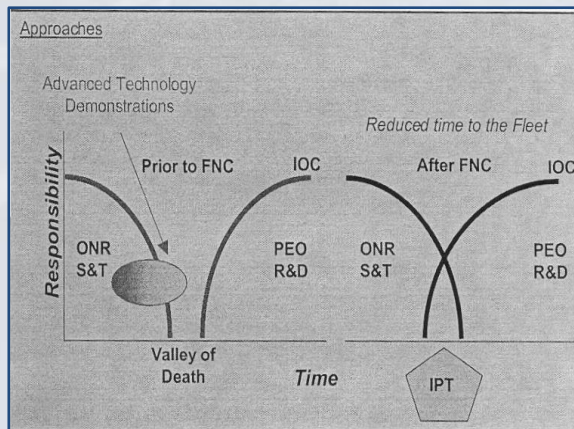 Approaches
Advanced Technology
Demonstrations
Reduced time to the Fleet
Prior to FNC
IOC
After FNC
IOC
Responsibility
ONR
S&T
PEO
R&D
ONR
S&T
PEO
R&D
Valley of
Death
Time
IPT